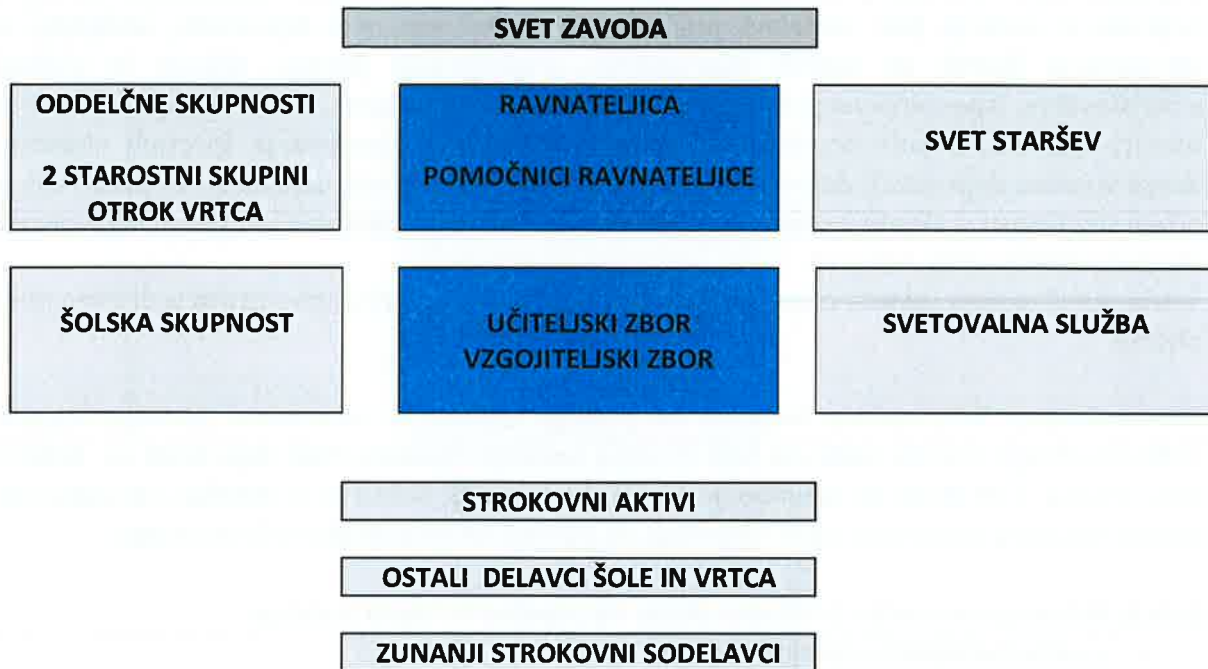 SVET ZAVODA
ODDELČNE SKUPNOSTI
2 STAROSTNI SKUPINI
OTROK VRTCA
RAVNATELJICA
POMOČNICI RAVNATELJICE
SVET STARŠEV
ŠOLSKA SKUPNOST
UČITELJSKI ZBOR
VZGOJITELJSKI ZBOR
SVETOVALNA SLUŽBA
STROKOVNI AKTIVI
OSTALI DELAVCI ŠOLE IN VRTCA
ZUNANJI STROKOVNI SODELAVCI